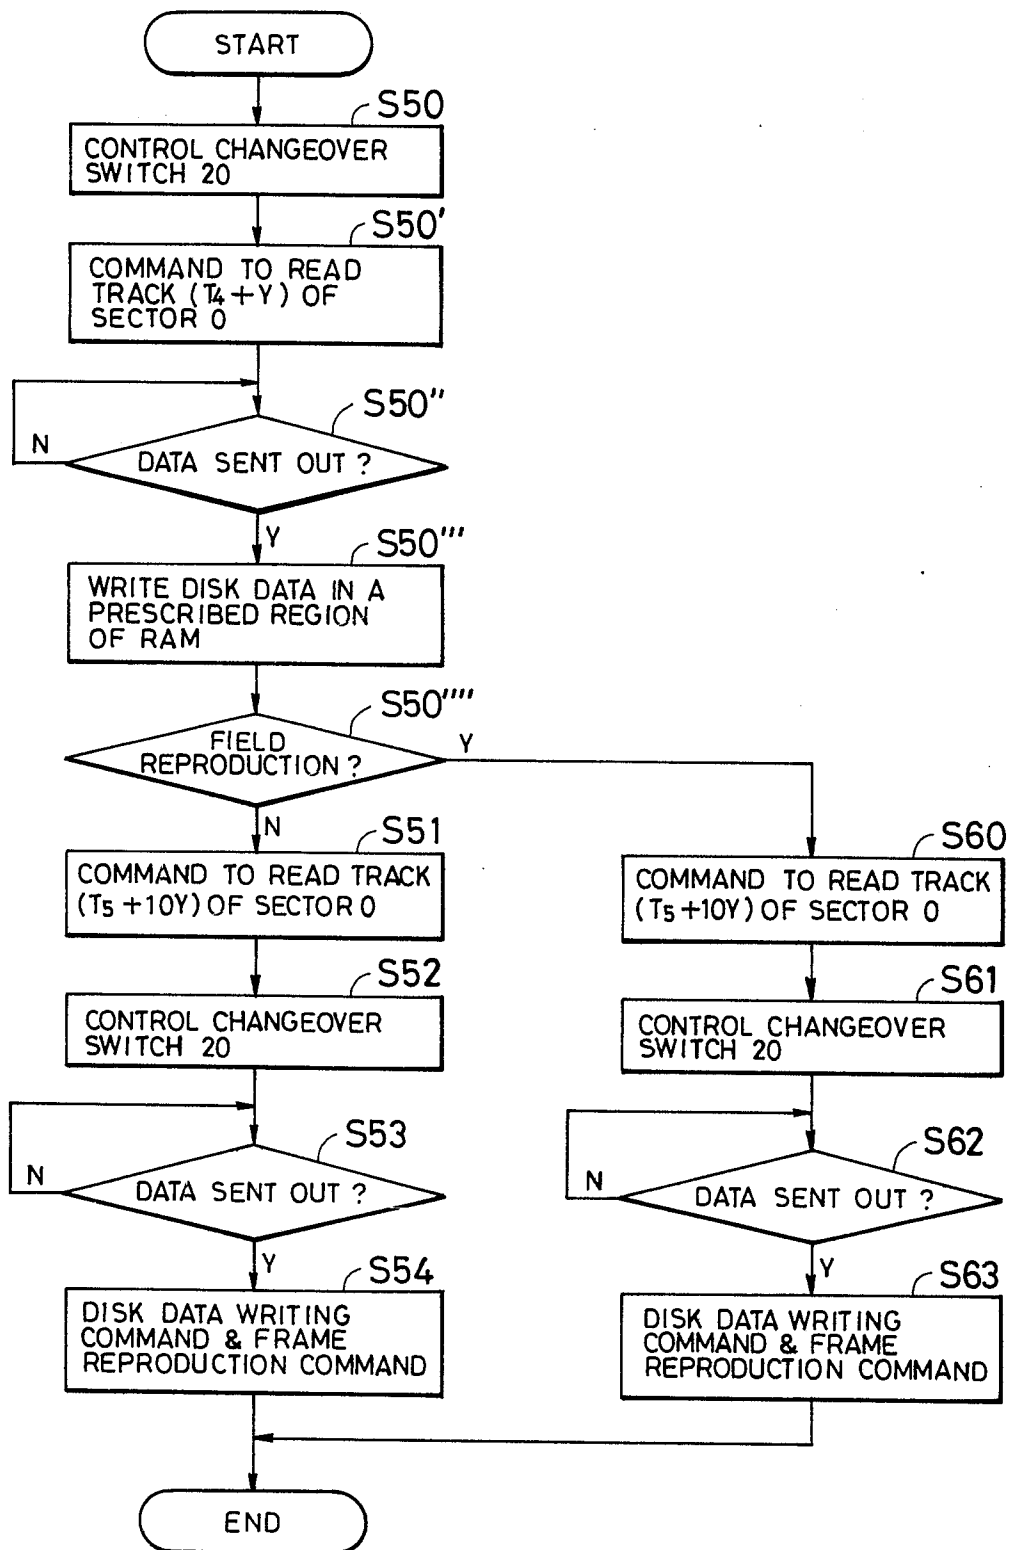 START
S50
CONTROL CHANGEOVER
SWITCH 20
S50'
COMMAND TO READ
TRACK (T4+Y) OF
SECTOR 0
S50''
N
DATA SENT OUT ?
Y
S50'''
WRITE DISK DATA IN A
PRESCRIBED REGION
OF RAM
S50''''
FIELD
REPRODUCTION ?
Y
N
S51
COMMAND TO READ TRACK
(T5 +10Y) OF SECTOR 0
S52
CONTROL CHANGEOVER
SWITCH 20
S53
N
DATA SENT OUT ?
Y
S54
DISK DATA WRITING
COMMAND & FRAME
REPRODUCTION COMMAND
S60
COMMAND TO READ TRACK
(T5 +10Y) OF SECTOR 0
S61
CONTROL CHANGEOVER
SWITCH 20
S62
N
DATA SENT OUT ?
Y
S63
DISK DATA WRITING
COMMAND & FRAME
REPRODUCTION COMMAND
END